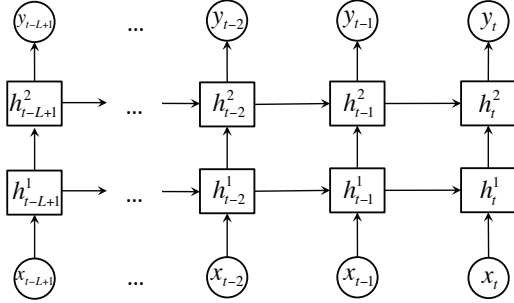 y_{t-L+1} ... y_{t-2} y_{t-1} y_t
h^2_{t-L+1} ... h^2_{t-2} h^2_{t-1} h^2_t
h^1_{t-L+1} ... h^1_{t-2} h^1_{t-1} h^1_t
x_{t-L+1} ... x_{t-2} x_{t-1} x_t